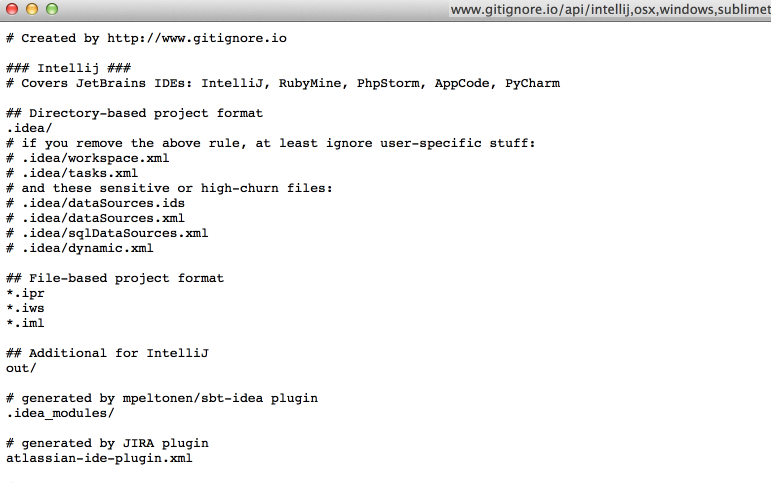 www.gitignore.io/api/intellij,osx,windows,sublimet
# Created by http://www.gitignore.io
### Intellij ###
# Covers JetBrains IDEs: IntelliJ, RubyMine, PhpStorm, AppCode, PyCharm
## Directory-based project format
.idea/
# if you remove the above rule, at least ignore user-specific stuff:
# .idea/workspace.xml
# .idea/tasks.xml
# and these sensitive or high-churn files:
# .idea/dataSources.ids
# .idea/dataSources.xml
# .idea/sqlDataSources.xml
# .idea/dynamic.xml
## File-based project format
*.ipr
*.iws
*.iml
## Additional for IntelliJ
out/
# generated by mpeltonen/sbt-idea plugin
.idea_modules/
# generated by JIRA plugin
atlassian-ide-plugin.xml